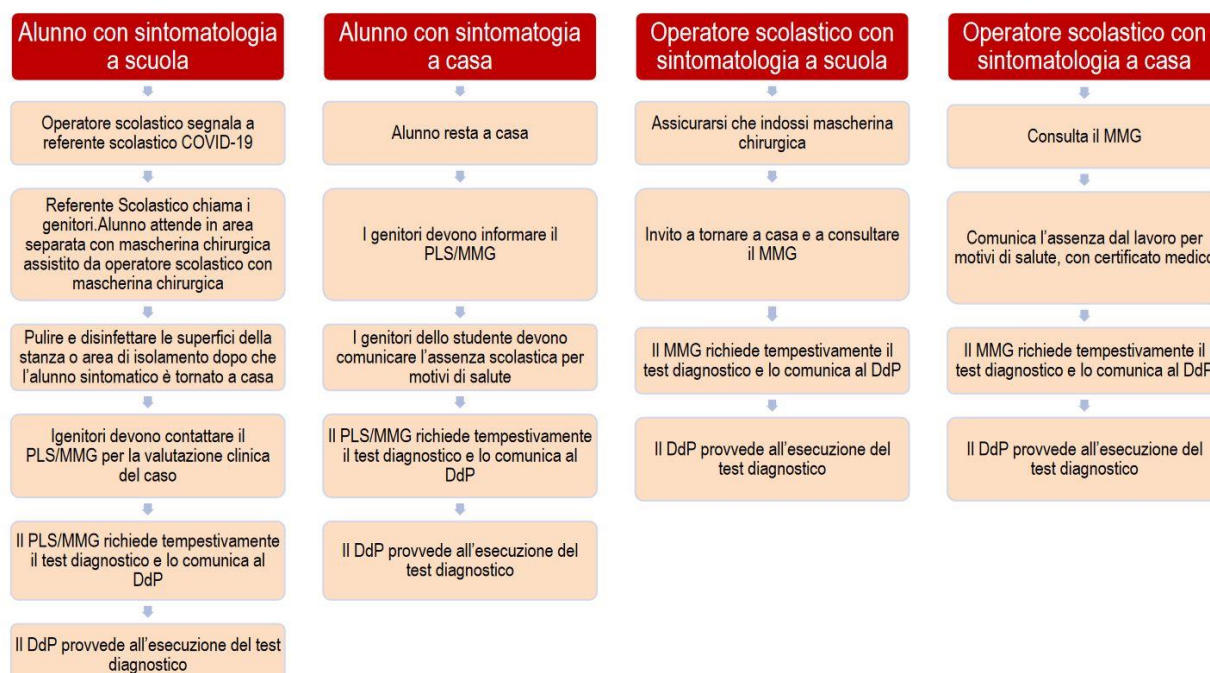 Alunno con sintomatologia
a scuola
Operatore scolastico segnala a
referente scolastico COVID-19
Referente Scolastico chiama i
genitori.Alunno attende in area
separata con mascherina chirurgica
assistito da operatore scolastico con
mascherina chirurgica
Pulire e disinfettare le superfici della
stanza o area di isolamento dopo che
l'alunno sintomatico è tornato a casa
Igenitori devono contattare il
PLS/MMG per la valutazione clinica
del caso
Il PLS/MMG richiede tempestivamente
il test diagnostico e lo comunica al
DdP
Il DdP provvede all'esecuzione del test
diagnostico
Alunno con sintomatogia
a casa
Alunno resta a casa
I genitori devono informare il
PLS/MMG
I genitori dello studente devono
comunicare l'assenza scolastica per
motivi di salute
Il PLS/MMG richiede tempestivamente
il test diagnostico e lo comunica al
DdP
Il DdP provvede all'esecuzione del
test diagnostico
Operatore scolastico con
sintomatologia a scuola
Assicurarsi che indossi mascherina
chirurgica
Invito a tornare a casa e a consultare
il MMG
Il MMG richiede tempestivamente il
test diagnostico e lo comunica al DdP
Il DdP provvede all'esecuzione del
test diagnostico
Operatore scolastico con
sintomatologia a casa
Consulta il MMG
Comunica l'assenza dal lavoro per
motivi di salute, con certificato medico
Il MMG richiede tempestivamente il
test diagnostico e lo comunica al DdP
Il DdP provvede all'esecuzione del
test diagnostico